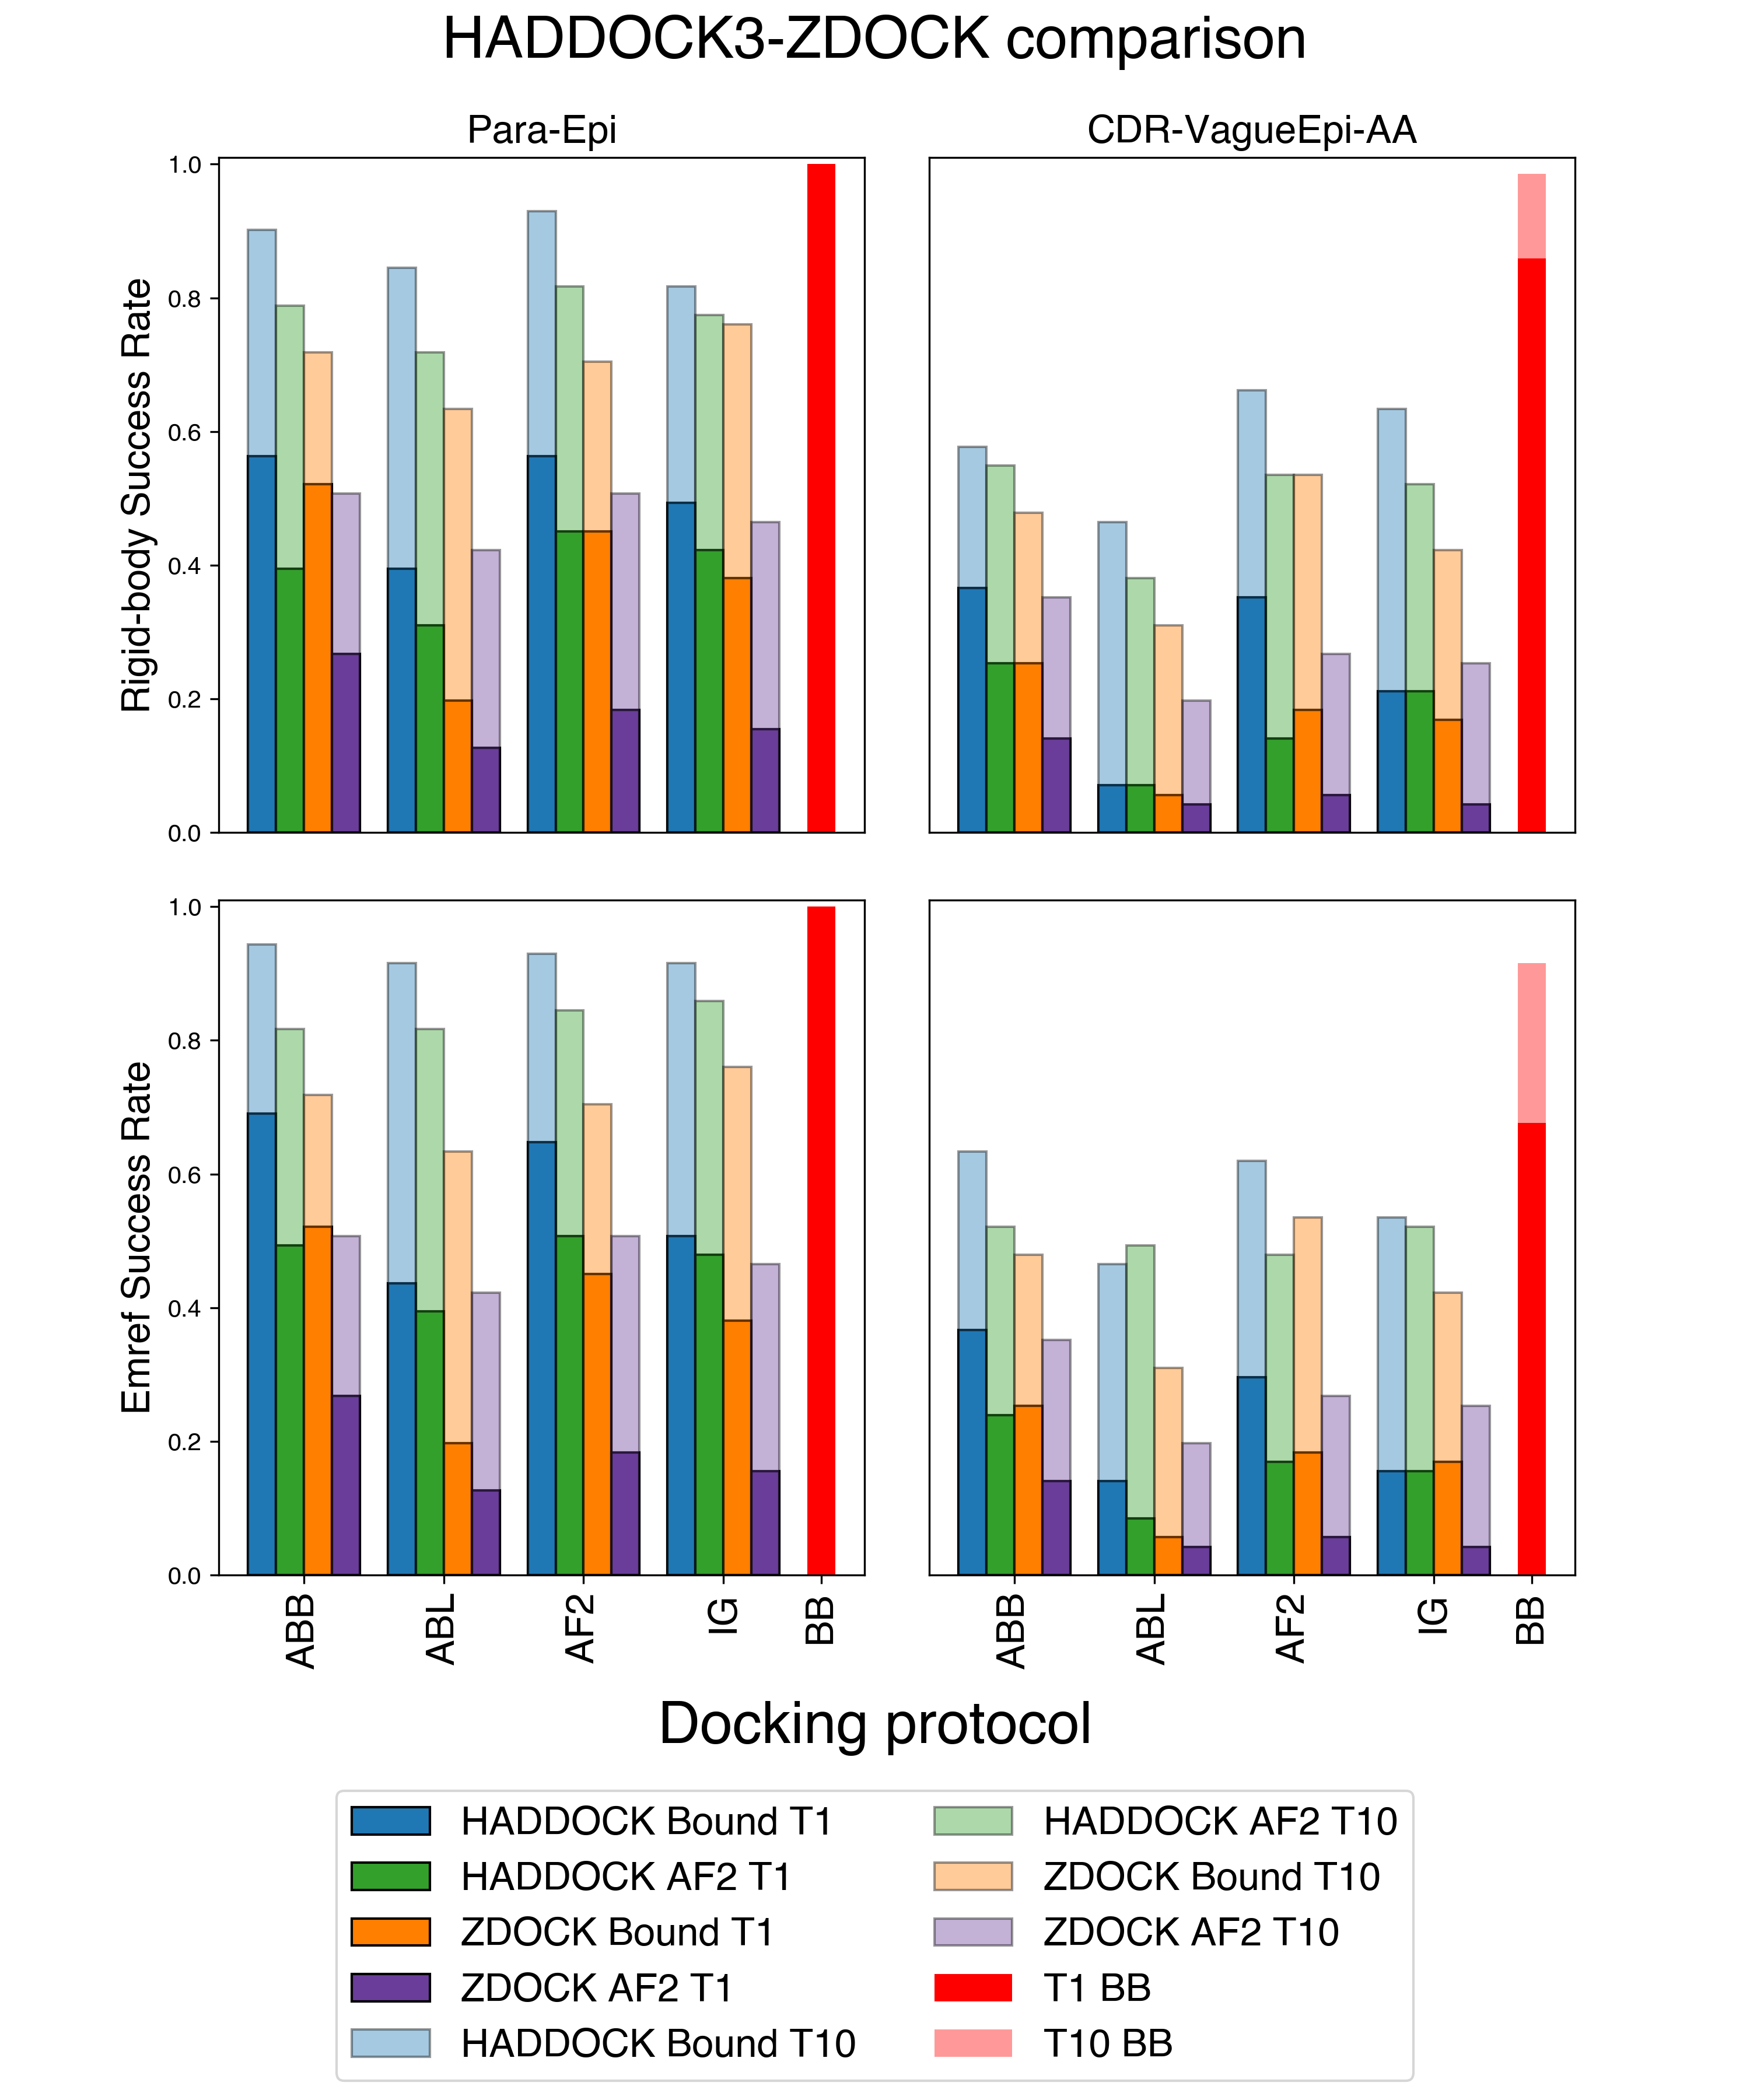 HADDOCK3-ZDOCK comparison
Para-Epi
CDR-VagueEpi-AA
Rigid-body Success Rate
1.0
0.8
0.6
0.4
0.2
0.0
Emref Success Rate
1.0
0.8
0.6
0.4
0.2
0.0
ABB
ABL
AF2
IG
BB
ABB
ABL
AF2
IG
BB
Docking protocol
HADDOCK Bound T1
HADDOCK AF2 T1
ZDOCK Bound T1
ZDOCK AF2 T1
HADDOCK Bound T10
HADDOCK AF2 T10
ZDOCK Bound T10
ZDOCK AF2 T10
T1 BB
T10 BB